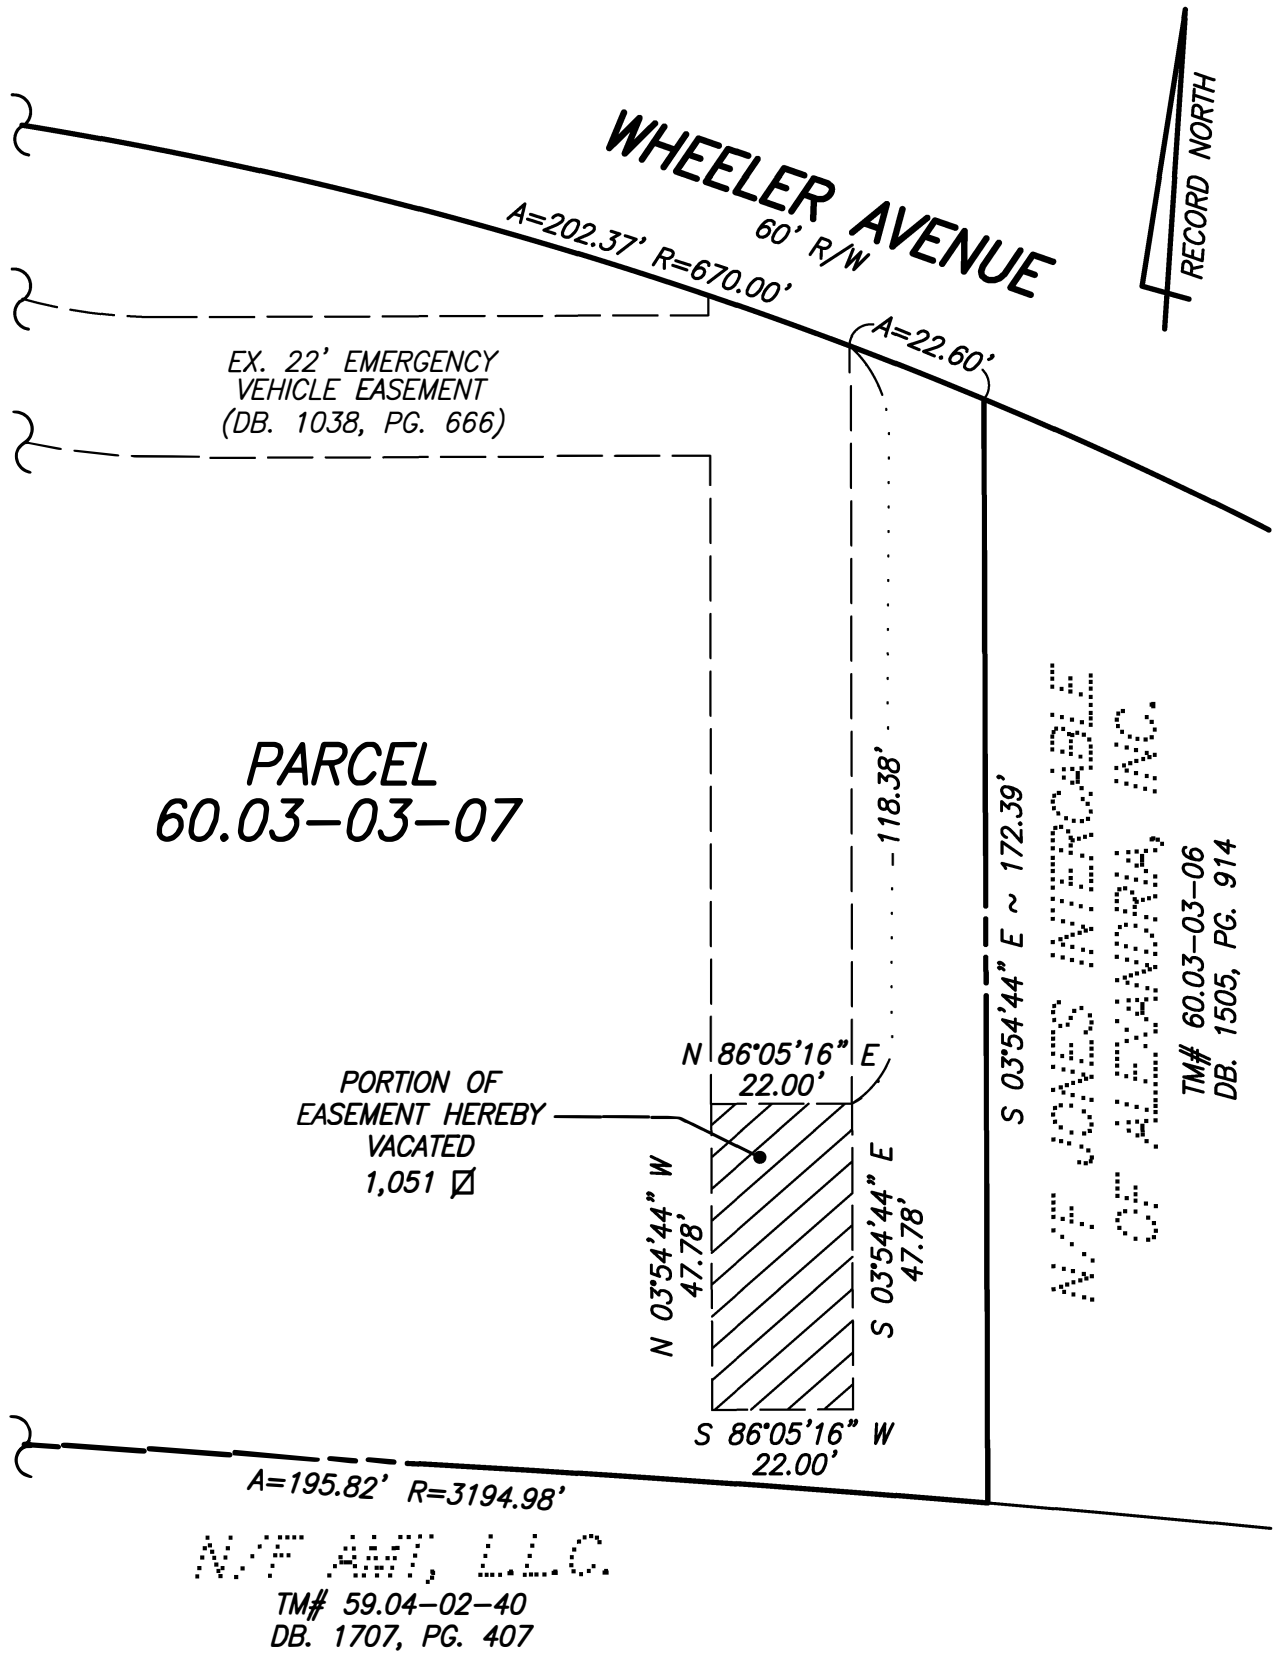 RECORD NORTH
WHEELER AVENUE
60' R/W
A=202.37' R=670.00'
A=22.60'
EX. 22' EMERGENCY
VEHICLE EASEMENT
(DB. 1038, PG. 666)
PARCEL
60.03-03-07
118.38'
S 03°54'44" E ~ 172.39'
N/F JONES INTERCABLE
OF ALEXANDRA, INC.
TM# 60.03-03-06
DB. 1505, PG. 914
N 86°05'16" E
22.00'
PORTION OF
EASEMENT HEREBY
VACATED
1,051
N 03°54'44" W
47.78'
S 03°54'44" E
47.78'
S 86°05'16" W
22.00'
A=195.82' R=3194.98'
N/F AMT, L.L.C.
TM# 59.04-02-40
DB. 1707, PG. 407